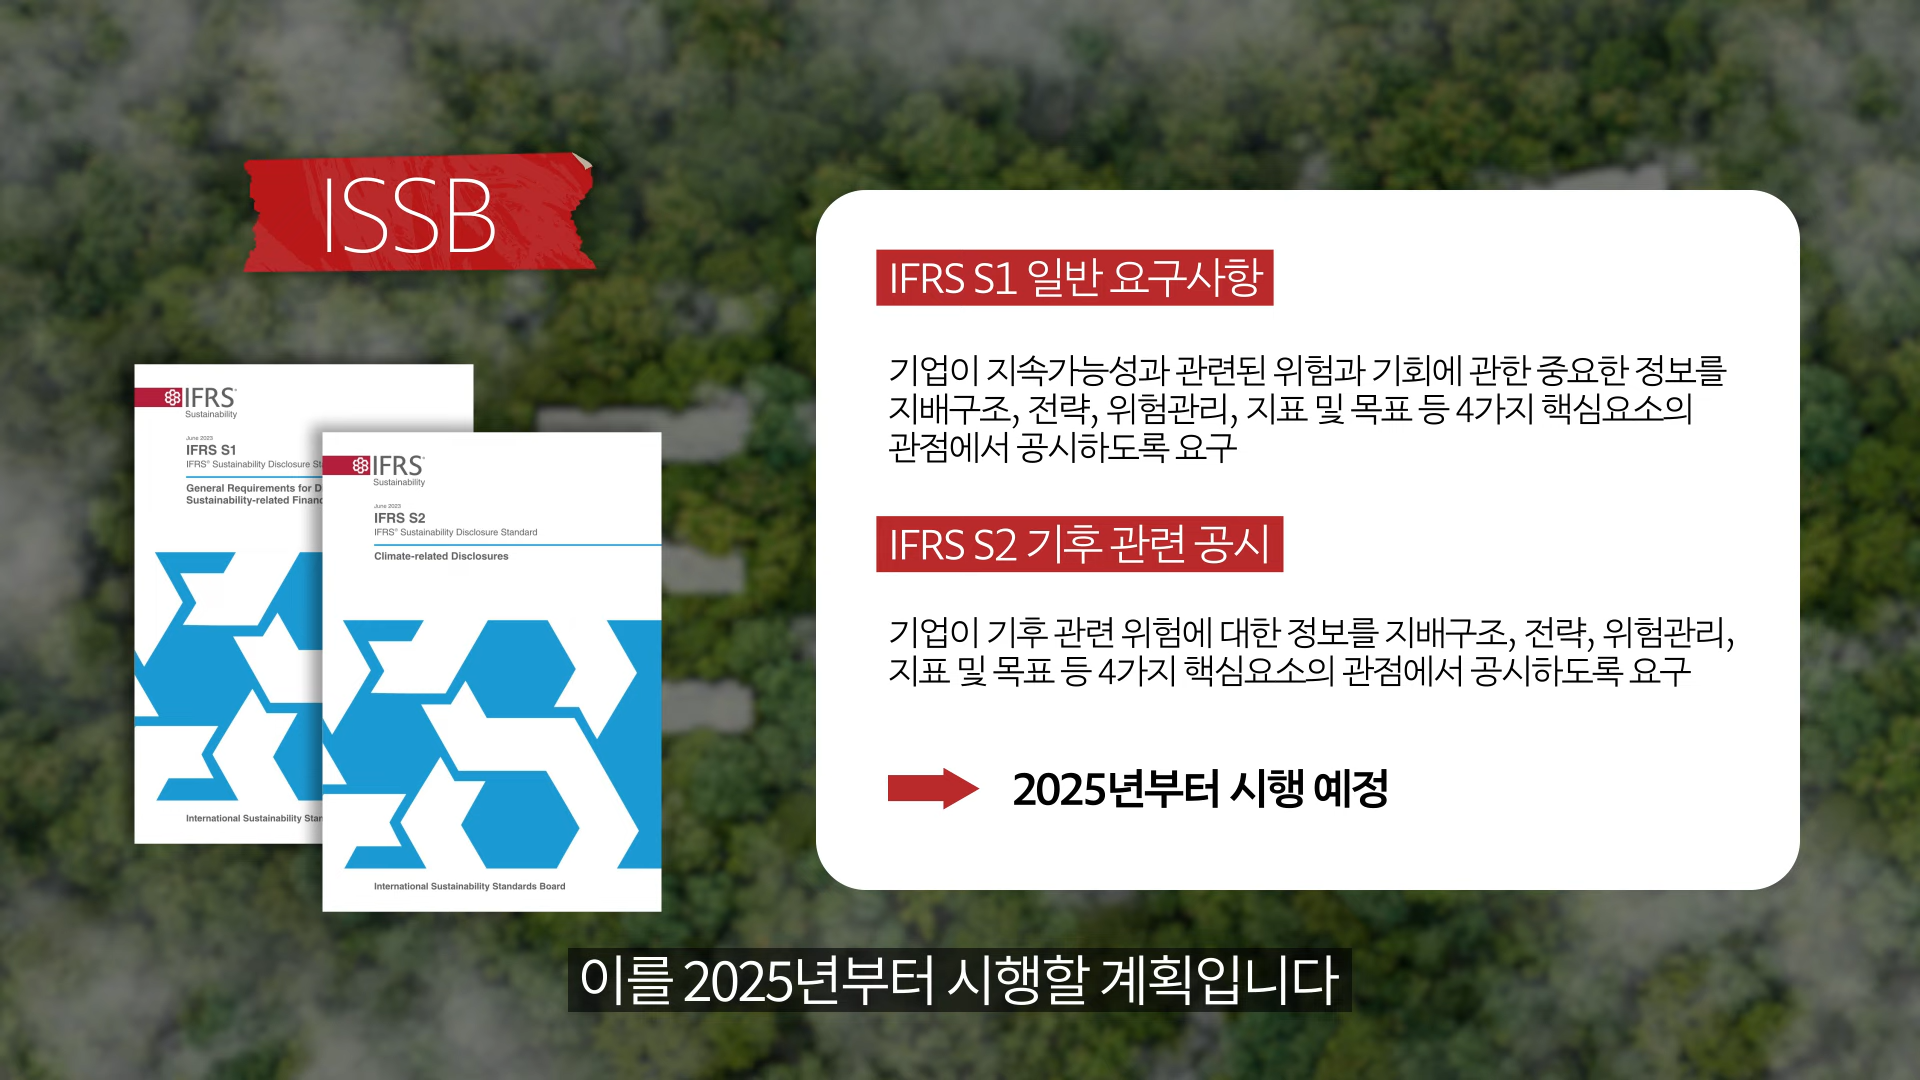 ISSB
IFRS
Sustainability
June 2023
IFRS S1
IFRS® Sustainability Disclosure
General Requirements for
Sustainability-related
International Sustainability
IFRS
Sustainability
June 2023
IFRS S2
IFRS® Sustainability Disclosure Standard
Climate-related Disclosures
International Sustainability Standards Board
IFRS S1 일반 요구사항
기업이 지속가능성과 관련된 위험과 기회에 관한 중요한 정보를
지배구조, 전략, 위험관리, 지표 및 목표 등 4가지 핵심요소의
관점에서 공시하도록 요구
IFRS S2 기후 관련 공시
기업이 기후 관련 위험에 대한 정보를 지배구조, 전략, 위험관리,
지표 및 목표 등 4가지 핵심요소의 관점에서 공시하도록 요구
2025년부터 시행 예정
이를 2025년부터 시행할 계획입니다